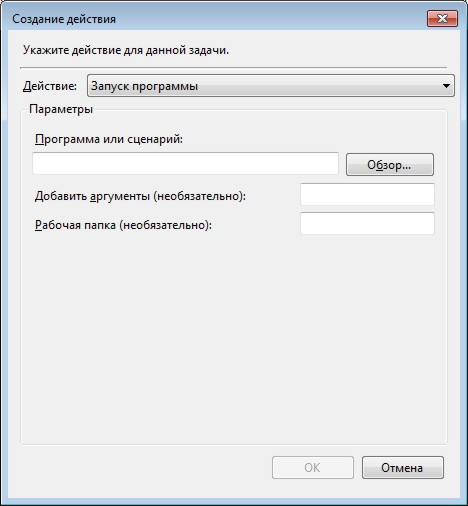 Создание действия
Укажите действие для данной задачи.
Действие: Запуск программы
Параметры
Программа или сценарий:
Обзор...
Добавить аргументы (необязательно):
Рабочая папка (необязательно):
OK Отмена